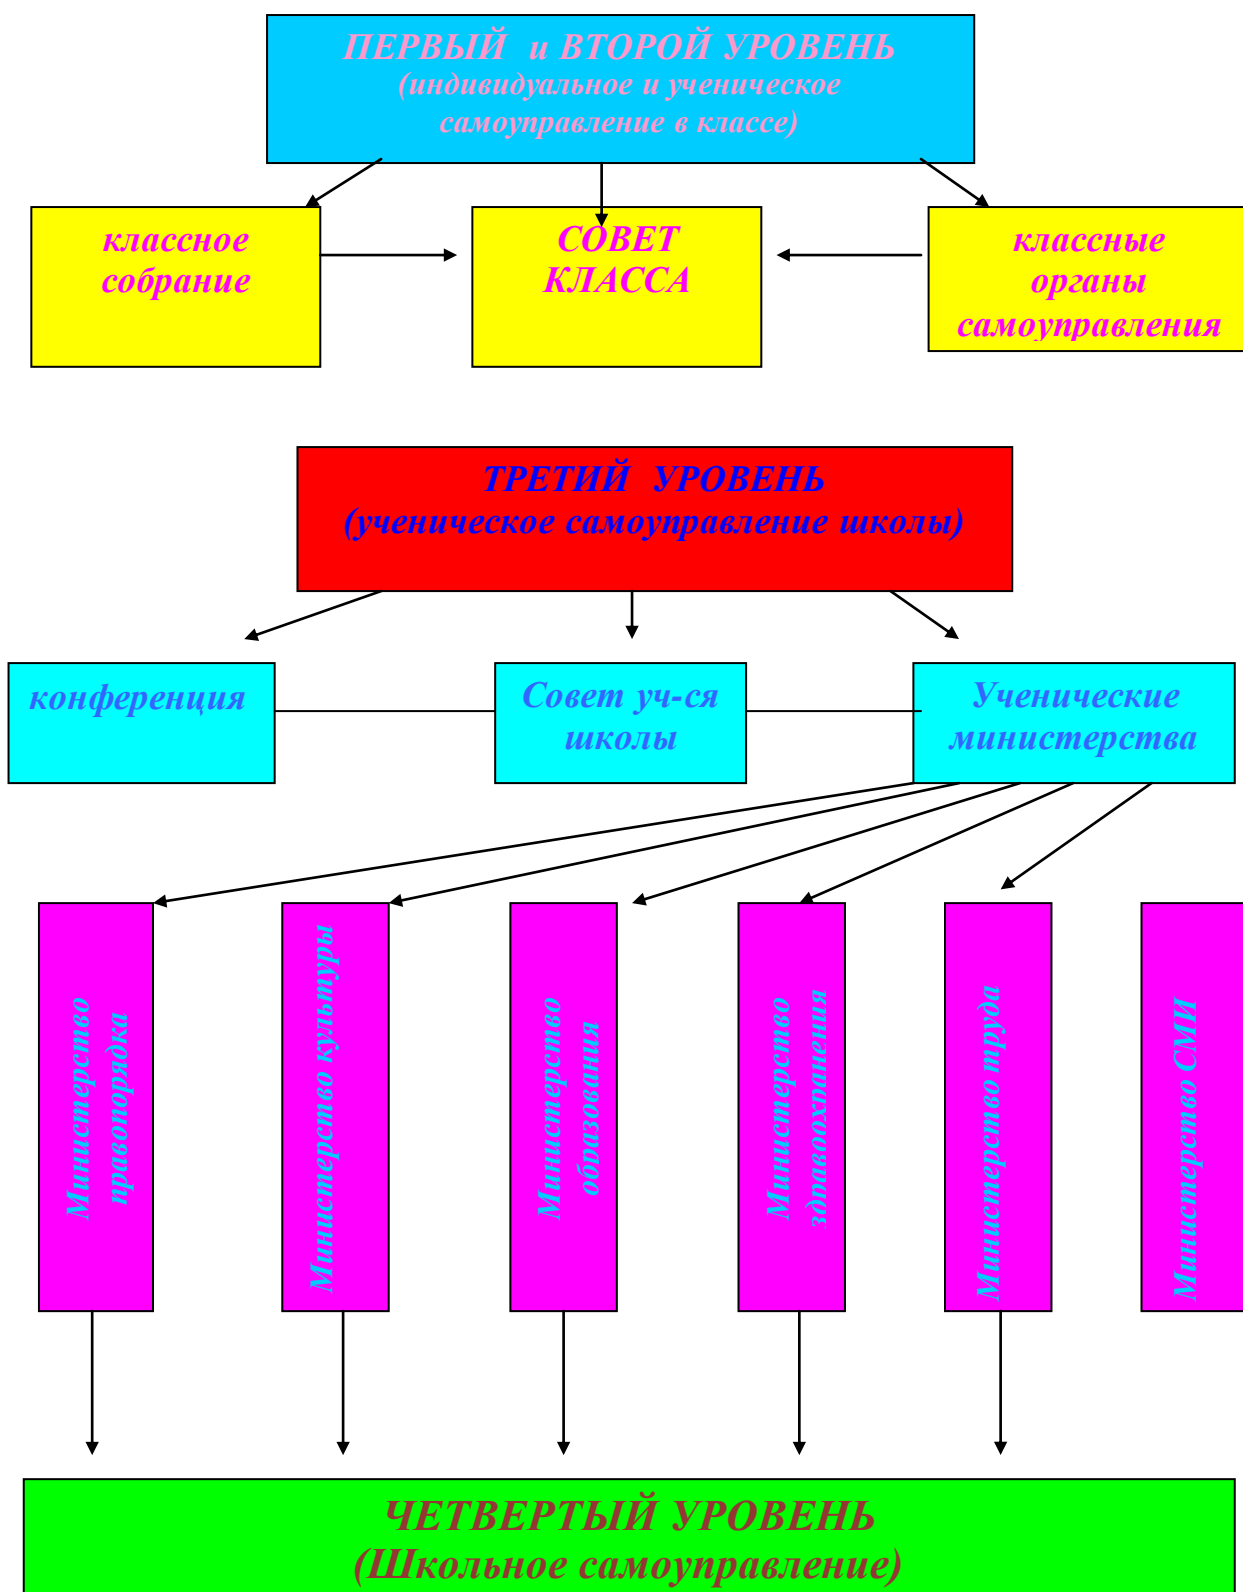 ПЕРВЫЙ и ВТОРОЙ УРОВЕНЬ
(индивидуальное и ученическое
самоуправление в классе)
классное
собрание
СОВЕТ
КЛАССА
классные
органы
самоуправления
ТРЕТИЙ УРОВЕНЬ
(ученическое самоуправление школы)
конференция
Совет уч-ся
школы
Ученические
министерства
Министерство
правопорядка
Министерство культуры
Министерство
образования
Министерство
здравоохранения
Министерство труда
Министерство СМИ
ЧЕТВЕРТЫЙ УРОВЕНЬ
(Школьное самоуправление)